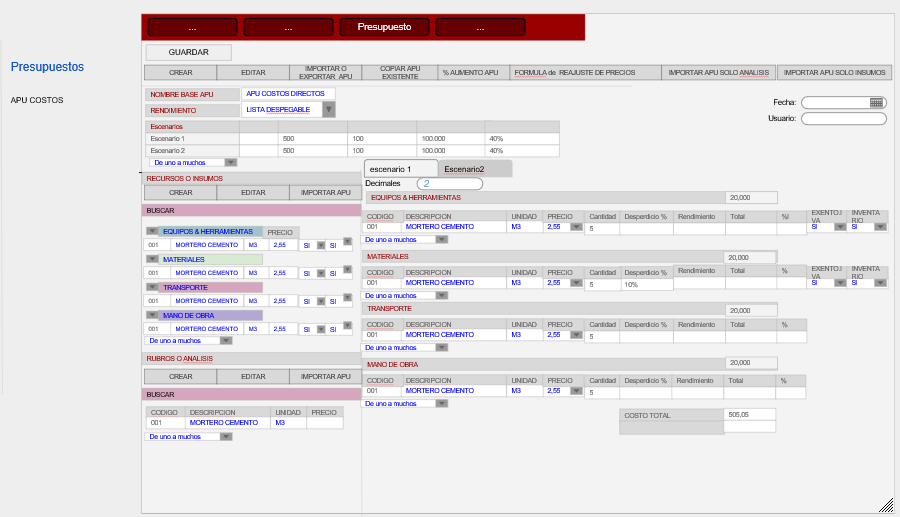 ... ... Presupuesto ...
GUARDAR
Presupuestos
CREAR EDITAR IMPORTAR O EXPORTAR APU COPIAR APU EXISTENTE % AUMENTO APU FORMULA de REAJUSTE DE PRECIOS IMPORTAR APU SOLO ANALISIS IMPORTAR APU SOLO INSUMOS
APU COSTOS
NOMBRE BASE APU APU COSTOS DIRECTOS
RENDIMIENTO LISTA DESPEGABLE
Fecha:
Usuario:
Escenarios
Escenario 1 500 100 100.000 40%
Escenario 2 500 100 100.000 40%
De uno a muchos
RECURSOS O INSUMOS
CREAR EDITAR IMPORTAR APU
BUSCAR
EQUIPOS & HERRAMIENTAS PRECIO
001 MORTERO CEMENTO M3 2,55 SI SI
MATERIALES
001 MORTERO CEMENTO M3 2,55 SI SI
TRANSPORTE
001 MORTERO CEMENTO M3 2,55 SI SI
MANO DE OBRA
001 MORTERO CEMENTO M3 2,55 SI SI
De uno a muchos
RUBROS O ANALISIS
CREAR EDITAR IMPORTAR APU
BUSCAR
CODIGO DESCRIPCION UNIDAD PRECIO
001 MORTERO CEMENTO M3
De uno a muchos
escenario 1 Escenario2
Decimales 2
EQUIPOS & HERRAMIENTAS 20,000
CODIGO DESCRIPCION UNIDAD PRECIO Cantidad Desperdicio % Rendimiento Total %I EXENTO.I VA INVENTA RIO
001 MORTERO CEMENTO M3 2,55 5 SI SI
De uno a muchos
MATERIALES 20,000
CODIGO DESCRIPCION UNIDAD PRECIO Cantidad Desperdicio % Rendimiento Total % EXENTO.I VA INVENTA RIO
001 MORTERO CEMENTO M3 2,55 5 10% SI SI
De uno a muchos
TRANSPORTE 20,000
CODIGO DESCRIPCION UNIDAD PRECIO Cantidad Desperdicio % Rendimiento Total %
001 MORTERO CEMENTO M3 2,55 5
De uno a muchos
MANO DE OBRA 20,000
CODIGO DESCRIPCION UNIDAD PRECIO Cantidad Desperdicio % Rendimiento Total %
001 MORTERO CEMENTO M3 2,55 5
De uno a muchos
COSTO TOTAL 505,05